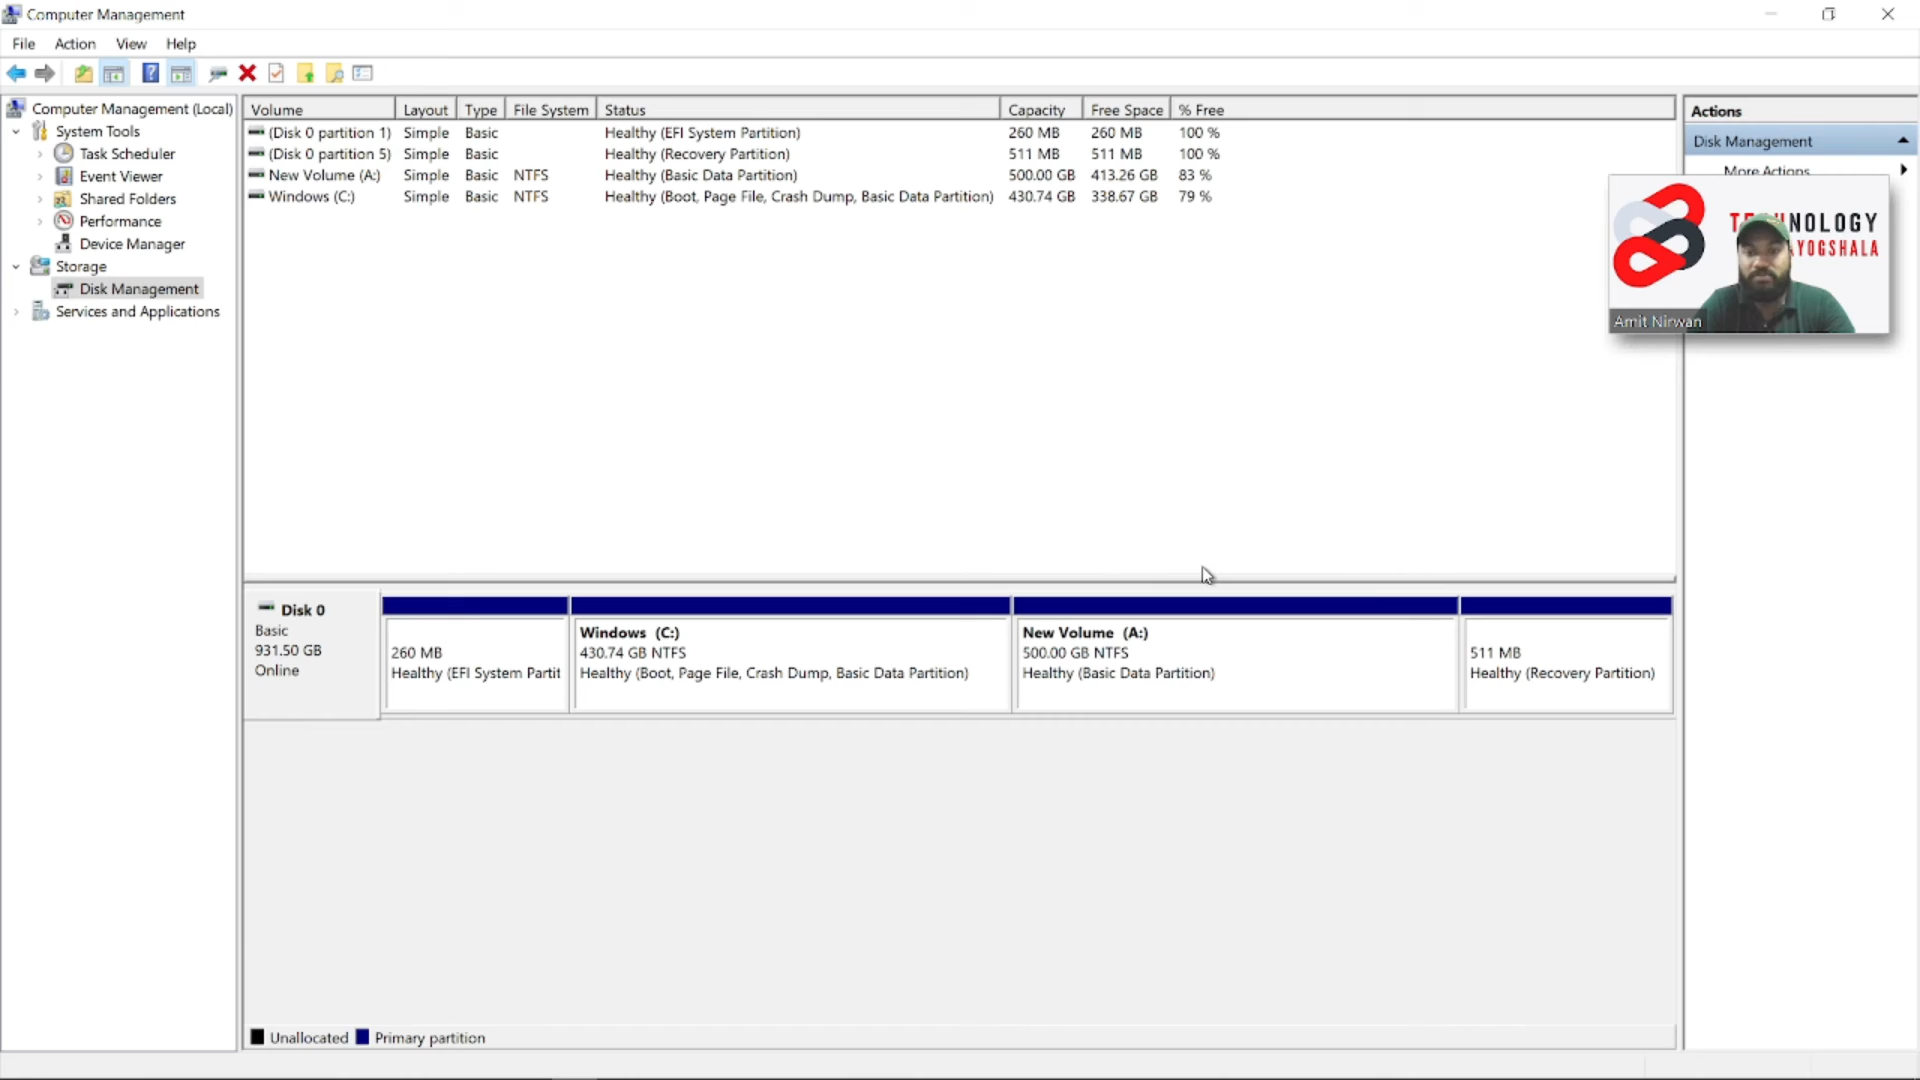 Computer Management
File Action View Help
Computer Management (Local)
System Tools
Task Scheduler
Event Viewer
Shared Folders
Performance
Device Manager
Storage
Disk Management
Services and Applications
Volume Layout Type File System Status Capacity Free Space % Free
(Disk 0 partition 1) Simple Basic Healthy (EFI System Partition) 260 MB 260 MB 100 %
(Disk 0 partition 5) Simple Basic Healthy (Recovery Partition) 511 MB 511 MB 100 %
New Volume (A:) Simple Basic NTFS Healthy (Basic Data Partition) 500.00 GB 413.26 GB 83 %
Windows (C:) Simple Basic NTFS Healthy (Boot, Page File, Crash Dump, Basic Data Partition) 430.74 GB 338.67 GB 79 %
Actions
Disk Management
More Actions
NOLOGY
YOGSHALA
Amit Nirwan
Disk 0
Basic
931.50 GB
Online
260 MB
Healthy (EFI System Partit
Windows (C:)
430.74 GB NTFS
Healthy (Boot, Page File, Crash Dump, Basic Data Partition)
New Volume (A:)
500.00 GB NTFS
Healthy (Basic Data Partition)
511 MB
Healthy (Recovery Partition)
Unallocated Primary partition